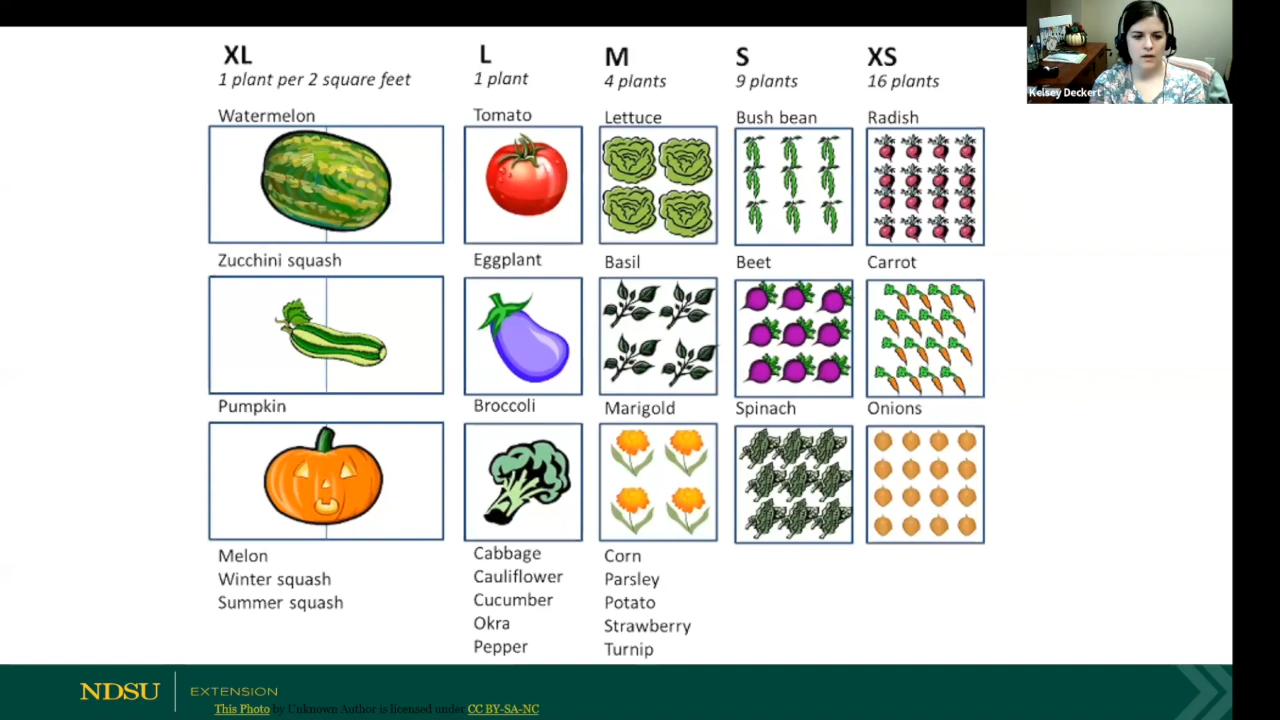 XL
1 plant per 2 square feet
Watermelon
Zucchini squash
Pumpkin
Melon
Winter squash
Summer squash
L
1 plant
Tomato
Eggplant
Broccoli
Cabbage
Cauliflower
Cucumber
Okra
Pepper
M
4 plants
Lettuce
Basil
Marigold
Corn
Parsley
Potato
Strawberry
Turnip
S
9 plants
Bush bean
Beet
Spinach
XS
16 plants
Radish
Carrot
Onions
Kelsey Deckert
NDSU
EXTENSION
This Photo by Unknown Author is licensed under CC BY-SA-NC